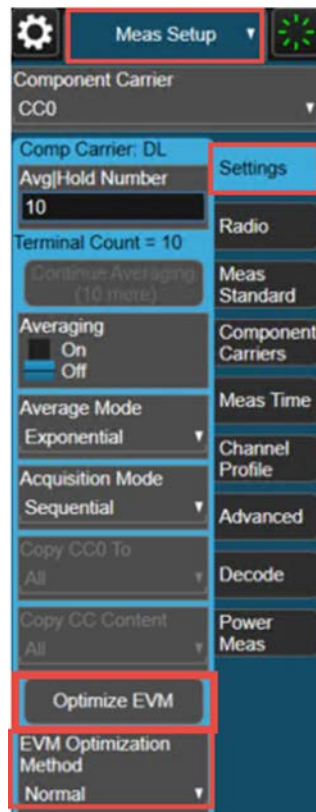 Meas Setup
Component Carrier
CC0
Comp Carrier: DL
Avg|Hold Number
10
Terminal Count = 10
Continue Averaging
(10 more)
Averaging
On
Off
Average Mode
Exponential
Acquisition Mode
Sequential
Copy CC0 To
All
Copy CC Content
All
Optimize EVM
EVM Optimization
Method
Normal
Settings
Radio
Meas
Standard
Component
Carriers
Meas Time
Channel
Profile
Advanced
Decode
Power
Meas